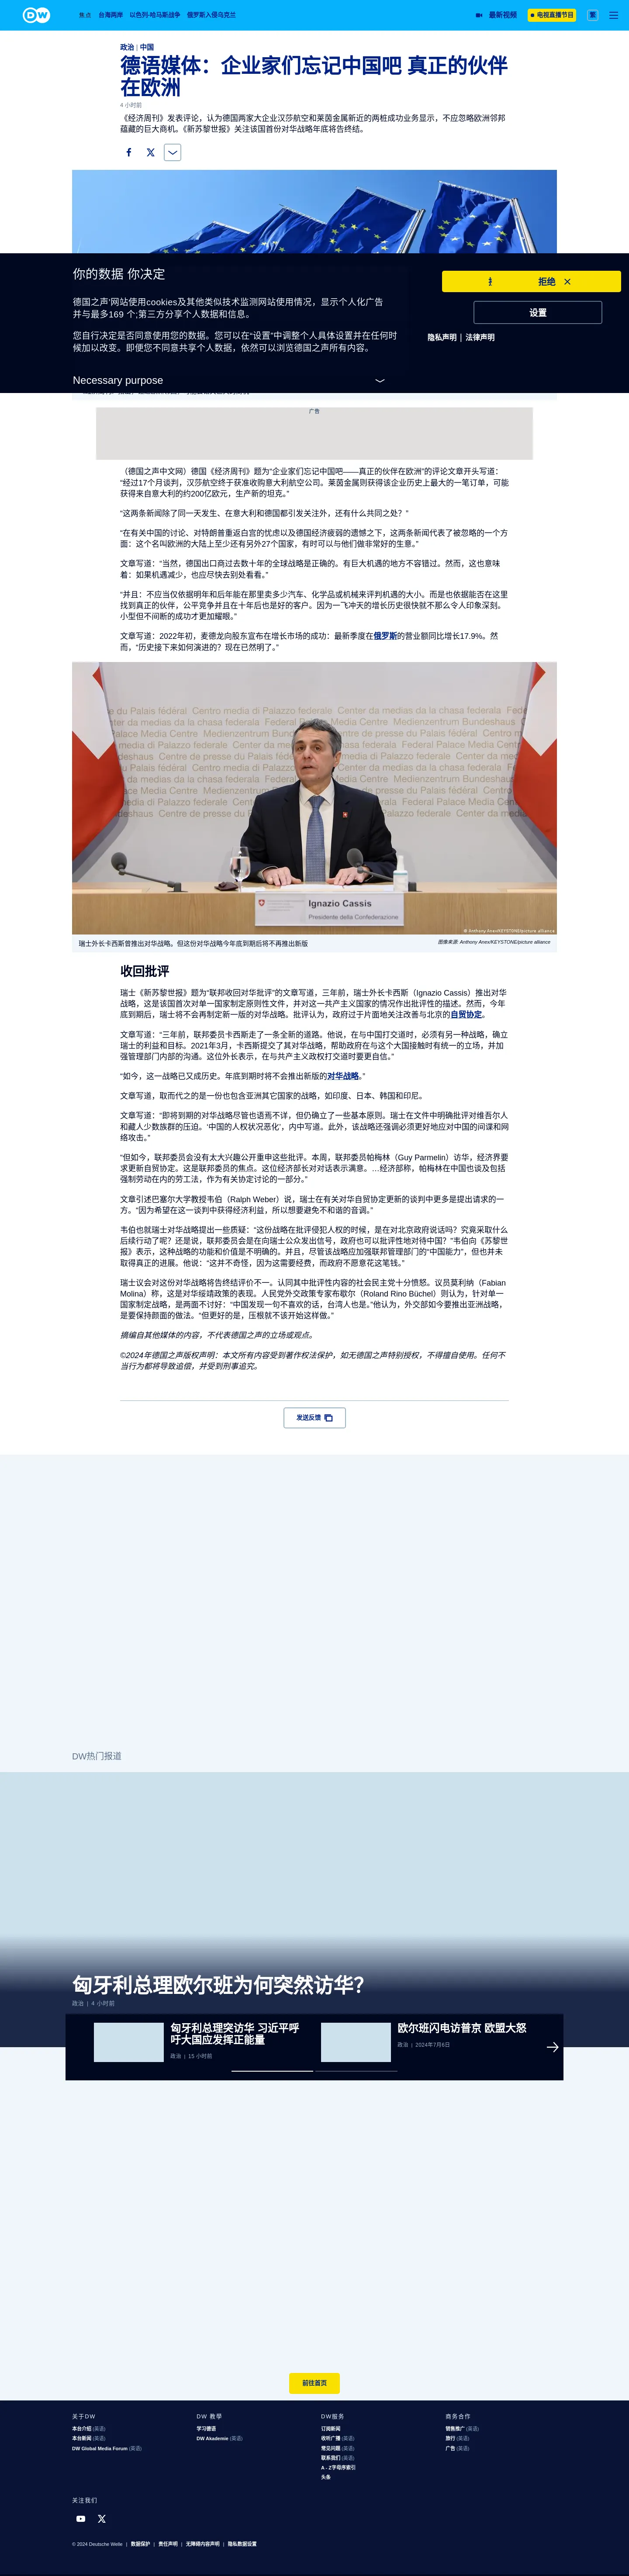 DW
焦点 台海两岸 以色列-哈马斯战争 俄罗斯入侵乌克兰
最新视频
电视直播节目
繁
政治 | 中国
德语媒体：企业家们忘记中国吧 真正的伙伴
在欧洲
4 小时前
《经济周刊》发表评论，认为德国两家大企业汉莎航空和莱茵金属新近的两桩成功业务显示，不应忽略欧洲邻邦
蕴藏的巨大商机。《新苏黎世报》关注该国首份对华战略年底将告终结。
你的数据 你决定
德国之声'网站使用cookies及其他类似技术监测网站使用情况，显示个人化广告
并与最多169 个;第三方分享个人数据和信息。
您自行决定是否同意使用您的数据。您可以在“设置”中调整个人具体设置并在任何时
候加以改变。即便您不同意共享个人数据，依然可以浏览德国之声所有内容。
Necessary purpose
拒绝
设置
隐私声明 | 法律声明
广告
（德国之声中文网）德国《经济周刊》题为“企业家们忘记中国吧——真正的伙伴在欧洲”的评论文章开头写道：
“经过17个月谈判，汉莎航空终于获准收购意大利航空公司。莱茵金属则获得该企业历史上最大的一笔订单，可能
获得来自意大利的约200亿欧元，生产新的坦克。”
“这两条新闻除了同一天发生、在意大利和德国都引发关注外，还有什么共同之处？”
“在有关中国的讨论、对特朗普重返白宫的忧虑以及德国经济疲弱的遗憾之下，这两条新闻代表了被忽略的一个方
面：这个名叫欧洲的大陆上至少还有另外27个国家，有时可以与他们做非常好的生意。”
文章写道：“当然，德国出口商过去数十年的全球战略是正确的。有巨大机遇的地方不容错过。然而，这也意味
着：如果机遇减少，也应尽快去别处看看。”
“并且：不应当仅依据明年和后年能在那里卖多少汽车、化学品或机械来评判机遇的大小。而是也依据能否在这里
找到真正的伙伴，公平竞争并且在十年后也是好的客户。因为一飞冲天的增长历史很快就不那么令人印象深刻。
小型但不间断的成功才更加耀眼。”
文章写道：2022年初，麦德龙向股东宣布在增长市场的成功：最新季度在俄罗斯的营业额同比增长17.9%。然
而，“历史接下来如何演进的？现在已然明了。”
Ignazio Cassis
Présidente della Confederazione
© Anthony Anex/KEYSTONE/picture alliance
瑞士外长卡西斯曾推出对华战略。但这份对华战略今年底到期后将不再推出新版
图像来源: Anthony Anex/KEYSTONE/picture alliance
收回批评
瑞士《新苏黎世报》题为“联邦收回对华批评”的文章写道，三年前，瑞士外长卡西斯（Ignazio Cassis）推出对华战
略，这是该国首次对单一国家制定原则性文件，并对这一共产主义国家的情况作出批评性的描述。然而，今年
底到期后，瑞士将不会再制定新一版的对华战略。批评认为，政府过于片面地关注改善与北京的自贸协定。
文章写道：“三年前，联邦委员卡西斯走了一条全新的道路。他说，在与中国打交道时，必须有另一种战略，确立
瑞士的利益和目标。2021年3月，卡西斯提交了其对华战略，帮助政府在与这个大国接触时有统一的立场，并加
强管理部门内部的沟通。这位外长表示，在与共产主义政权打交道时要更自信。”
“如今，这一战略已又成历史。年底到期时将不会推出新版的对华战略。”
文章写道，取而代之的是一份也包含亚洲其它国家的战略，如印度、日本、韩国和印尼。
文章写道：“即将到期的对华战略尽管也语焉不详，但仍确立了一些基本原则。瑞士在文件中明确批评对维吾尔人
和藏人少数族群的压迫。‘中国的人权状况恶化’，内中写道。此外，该战略还强调必须更好地应对中国的间谍和网
络攻击。”
“但如今，联邦委员会没有太大兴趣公开重申这些批评。本周，联邦委员帕梅林（Guy Parmelin）访华，经济界要
求更新自贸协定。这是联邦委员的焦点。这位经济部长对对话表示满意。…经济部称，帕梅林在中国也谈及包括
强制劳动在内的劳工法，作为有关协定讨论的一部分。”
文章引述巴塞尔大学教授韦伯（Ralph Weber）说，瑞士在有关对华自贸协定更新的谈判中更多是提出请求的一
方。“因为希望在这一谈判中获得经济利益，所以想要避免不和谐的音调。”
韦伯也就瑞士对华战略提出一些质疑：“这份战略在批评侵犯人权的时候，是在对北京政府说话吗？究竟采取什么
后续行动了呢？还是说，联邦委员会是在向瑞士公众发出信号，政府也可以批评性地对待中国？”韦伯向《苏黎世
报》表示，这种战略的功能和价值是不明确的。并且，尽管该战略应加强联邦管理部门的“中国能力”，但也并未
取得真正的进展。他说：“这并不奇怪，因为这需要经费，而政府不愿意花这笔钱。”
瑞士议会对这份对华战略将告终结评价不一。认同其中批评性内容的社会民主党十分愤怒。议员莫利纳（Fabian
Molina）称，这是对华绥靖政策的表现。人民党外交政策专家布歇尔（Roland Rino Büchel）则认为，针对单一
国家制定战略，是两面不讨好：“中国发现一句不喜欢的话，台湾人也是。”他认为，外交部如今要推出亚洲战略，
是要保持颜面的做法。“但更好的是，压根就不该开始这样做。”
摘编自其他媒体的内容，不代表德国之声的立场或观点。
©2024年德国之声版权声明：本文所有内容受到著作权法保护，如无德国之声特别授权，不得擅自使用。任何不
当行为都将导致追偿，并受到刑事追究。
发送反馈
DW热门报道
匈牙利总理欧尔班为何突然访华？
政治 | 4 小时前
匈牙利总理突访华 习近平呼
吁大国应发挥正能量
政治 | 15 小时前
欧尔班闪电访普京 欧盟大怒
政治 | 2024年7月6日
前往首页
关于DW
本台介绍 (英语)
本台新闻 (英语)
DW Global Media Forum (英语)
DW 教學
学习德语
DW Akademie (英语)
DW服务
订阅新闻
收听广播 (英语)
常见问题 (英语)
联系我们 (英语)
A - Z字母序索引
头条
商务合作
销售推广 (英语)
旅行 (英语)
广告 (英语)
关注我们
© 2024 Deutsche Welle | 数据保护 | 责任声明 | 无障碍内容声明 | 隐私数据设置